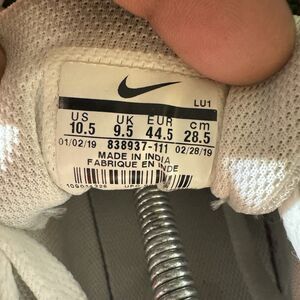 LU1
US UK EUR cm
10.5 9.5 44.5 28.5
01/02/19 838937-111 02/28/19
MADE IN INDIA
FABRIQUE EN INDE